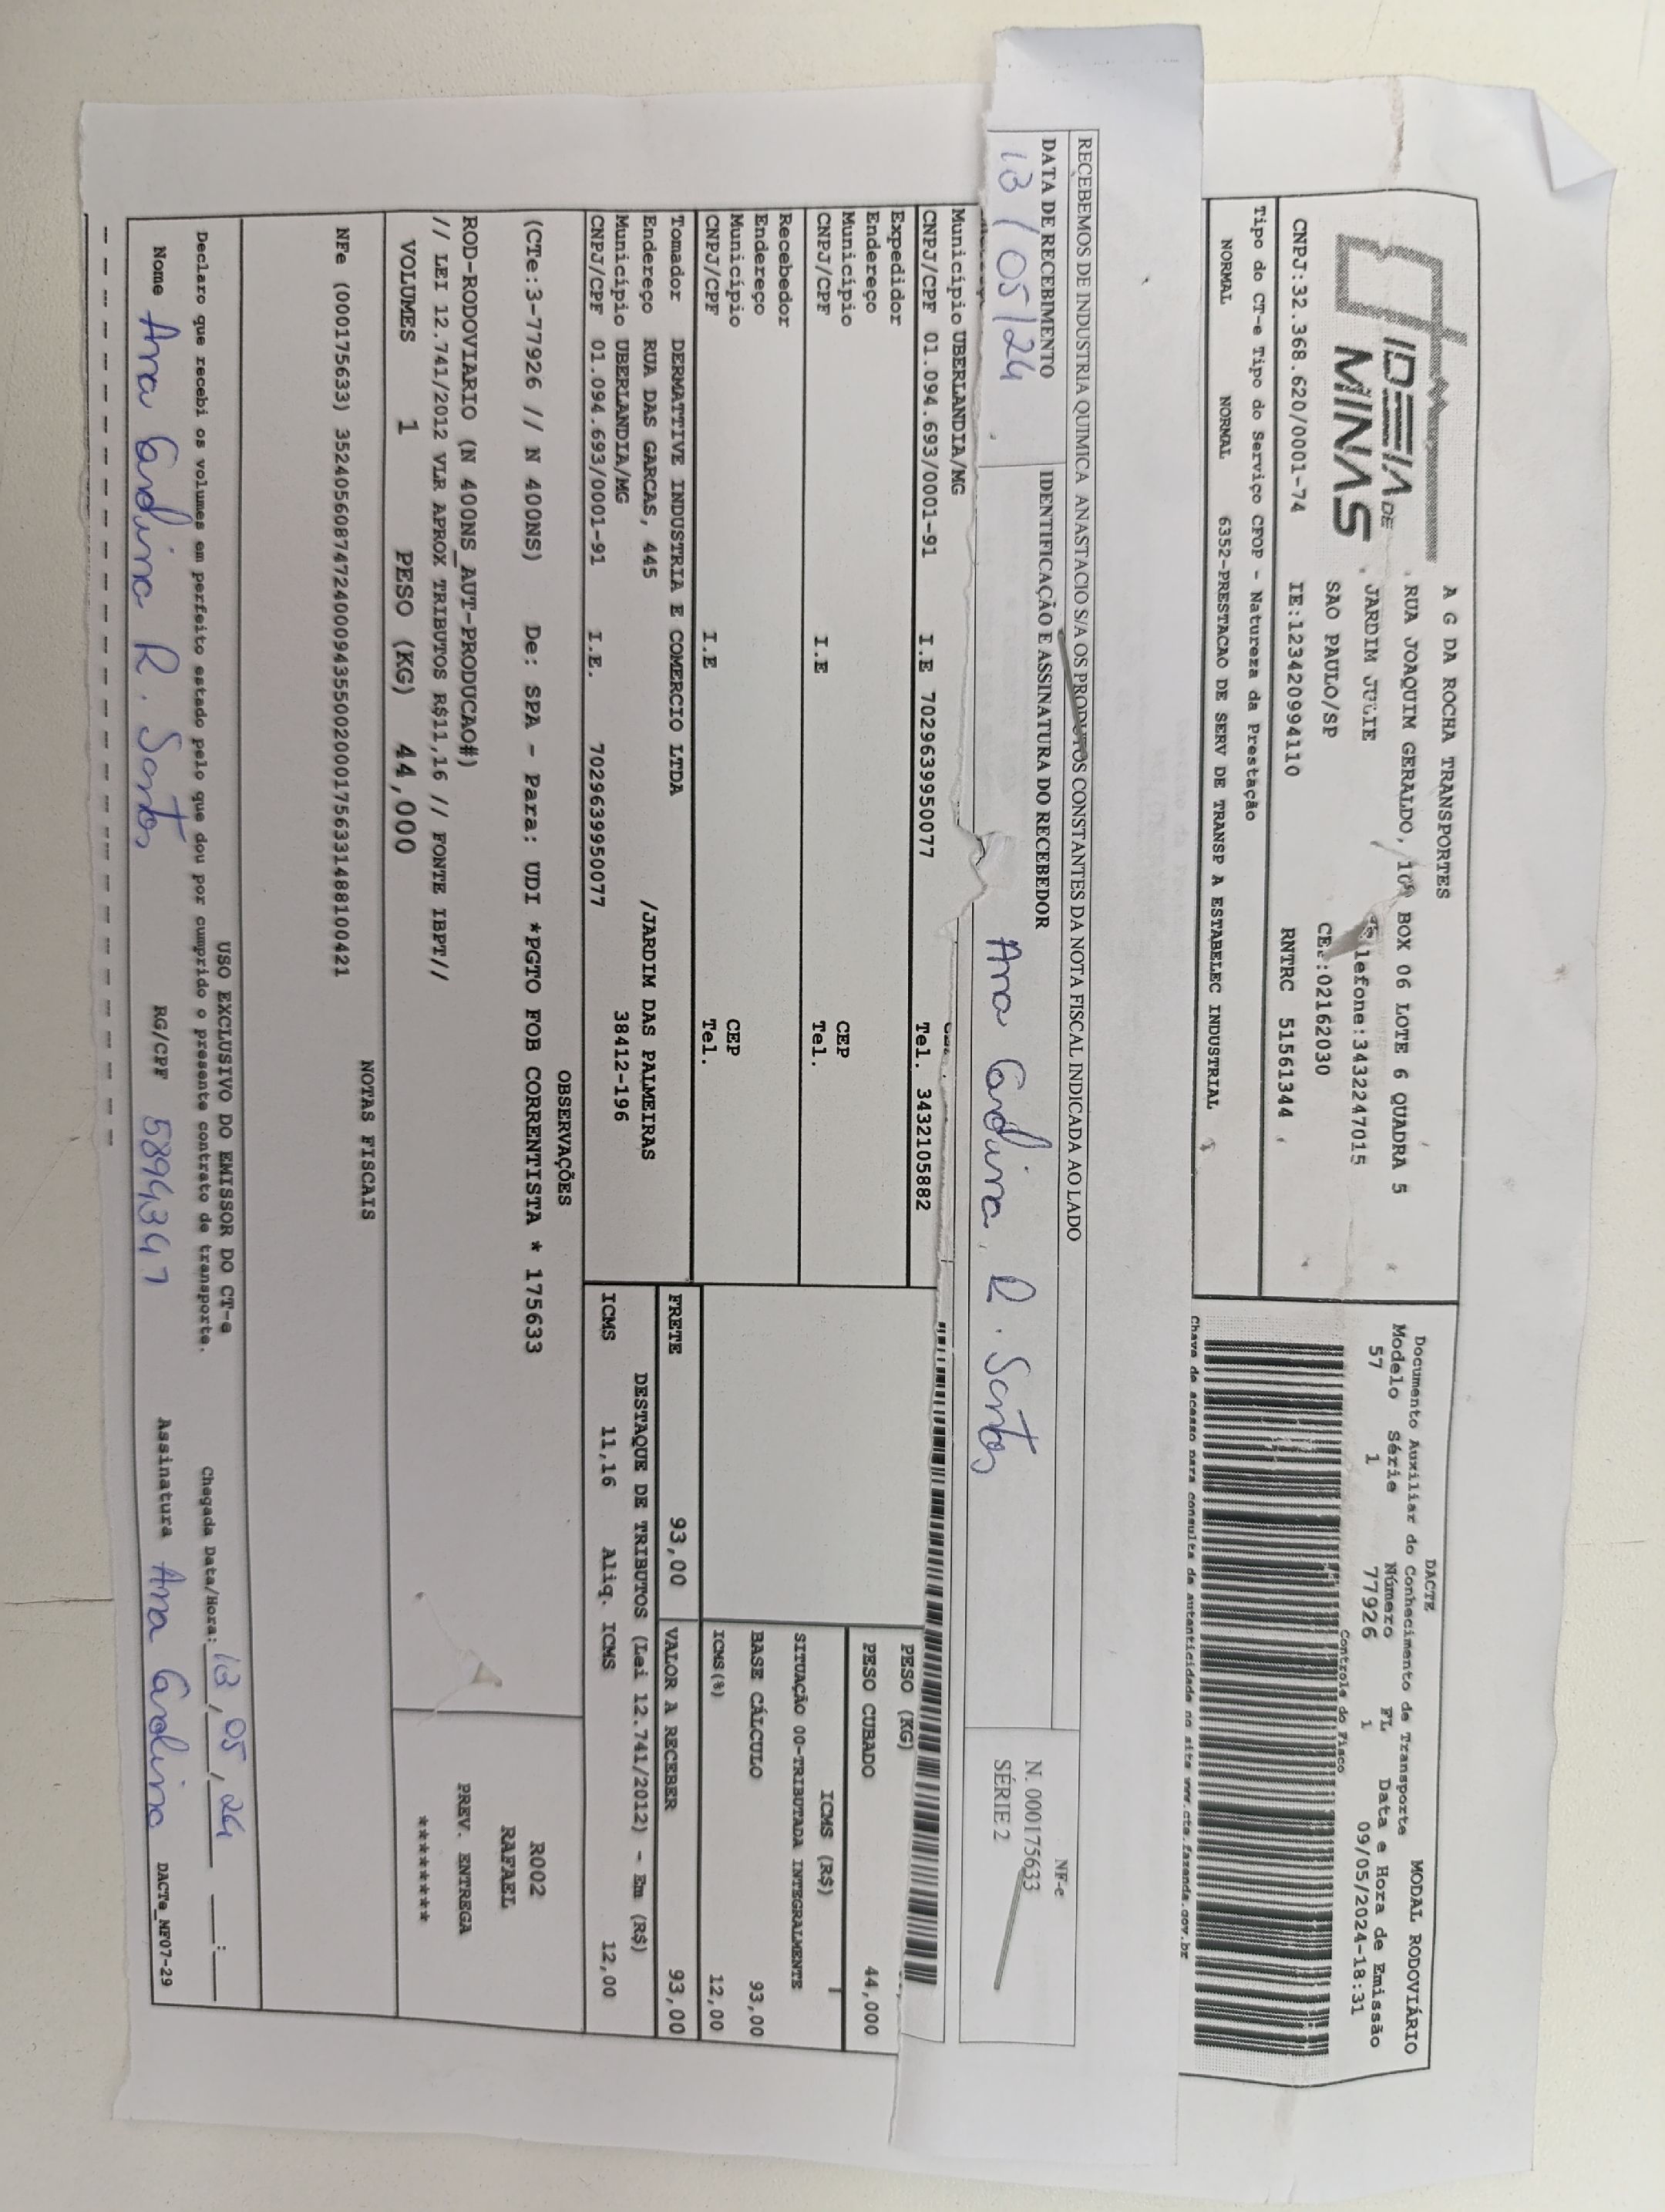 IDEIA DE
MINAS
A G DA ROCHA TRANSPORTES
RUA JOAQUIM GERALDO, BOX 06 LOTE 6 QUADRA 5
JARDIM JULIE
SAO PAULO/SP
CEP:02162030
CNPJ:32.368.620/0001-74 IE:123420994110 RNTRC 51561344
Tipo do CT-e Tipo do Serviço CFOP - Natureza da Prestação
NORMAL NORMAL 6352-PRESTACAO DE SERV DE TRANSP A ESTABELEC INDUSTRIAL
DACTE
Documento Auxiliar do Conhecimento de Transporte
MODAL RODOVIÁRIO
Modelo Série Número FL Data e Hora de Emissão
57 1 77926 1 09/05/2024-18:31
Controle do Fisco
Chave de acesso para consulta de autenticidade no site www.cte.fazenda.gov.br
RECEBEMOS DE INDUSTRIA QUIMICA ANASTACIO S/A OS PRODUTOS CONSTANTES DA NOTA FISCAL INDICADA AO LADO
DATA DE RECEBIMENTO IDENTIFICAÇÃO E ASSINATURA DO RECEBEDOR
13/05/24 Ana Carolina R. Santos
NF-e
N. 000175633
SÉRIE 2
Município UBERLANDIA/MG
CNPJ/CPF 01.094.693/0001-91 I.E 7029639950077 Tel. 3432105882
Expedidor
Endereço
Município CEP
CNPJ/CPF I.E Tel.
Recebedor
Endereço
Município CEP
CNPJ/CPF I.E Tel.
PESO (KG)
PESO CUBADO 44,000
ICMS (R$)
SITUAÇÃO 00-TRIBUTADA INTEGRALMENTE
BASE CÁLCULO 93,00
ICMS(%) 12,00
Tomador DERMATTIVE INDUSTRIA E COMERCIO LTDA
Endereço RUA DAS GARCAS, 445 /JARDIM DAS PALMEIRAS
Município UBERLANDIA/MG 38412-196
CNPJ/CPF 01.094.693/0001-91 I.E. 7029639950077
FRETE 93,00 VALOR A RECEBER 93,00
DESTAQUE DE TRIBUTOS (Lei 12.741/2012) - Em (R$)
ICMS 11,16 Aliq. ICMS 12,00
OBSERVAÇÕES
(CTe:3-77926 // N 400NS) De: SPA - Para: UDI *PGTO FOB CORRENTISTA * 175633
ROD-RODOVIARIO (N 400NS_AUT-PRODUCAO#)
// LEI 12.741/2012 VLR APROX TRIBUTOS R$11,16 // FONTE IBPT//
VOLUMES 1 PESO (KG) 44,000
R002
RAFAEL
PREV. ENTREGA
*******
NOTAS FISCAIS
NFe (000175633) 35240560874724000943550020001756331488100421
USO EXCLUSIVO DO EMISSOR DO CT-e
Declaro que recebi os volumes em perfeito estado pelo que dou por cumprido o presente contrato de transporte.
Chegada Data/Hora: 13/05/24 __:__
Nome Ana Carolina R. Santos RG/CPF Assinatura Ana Carolina
DACTe_MF07-29